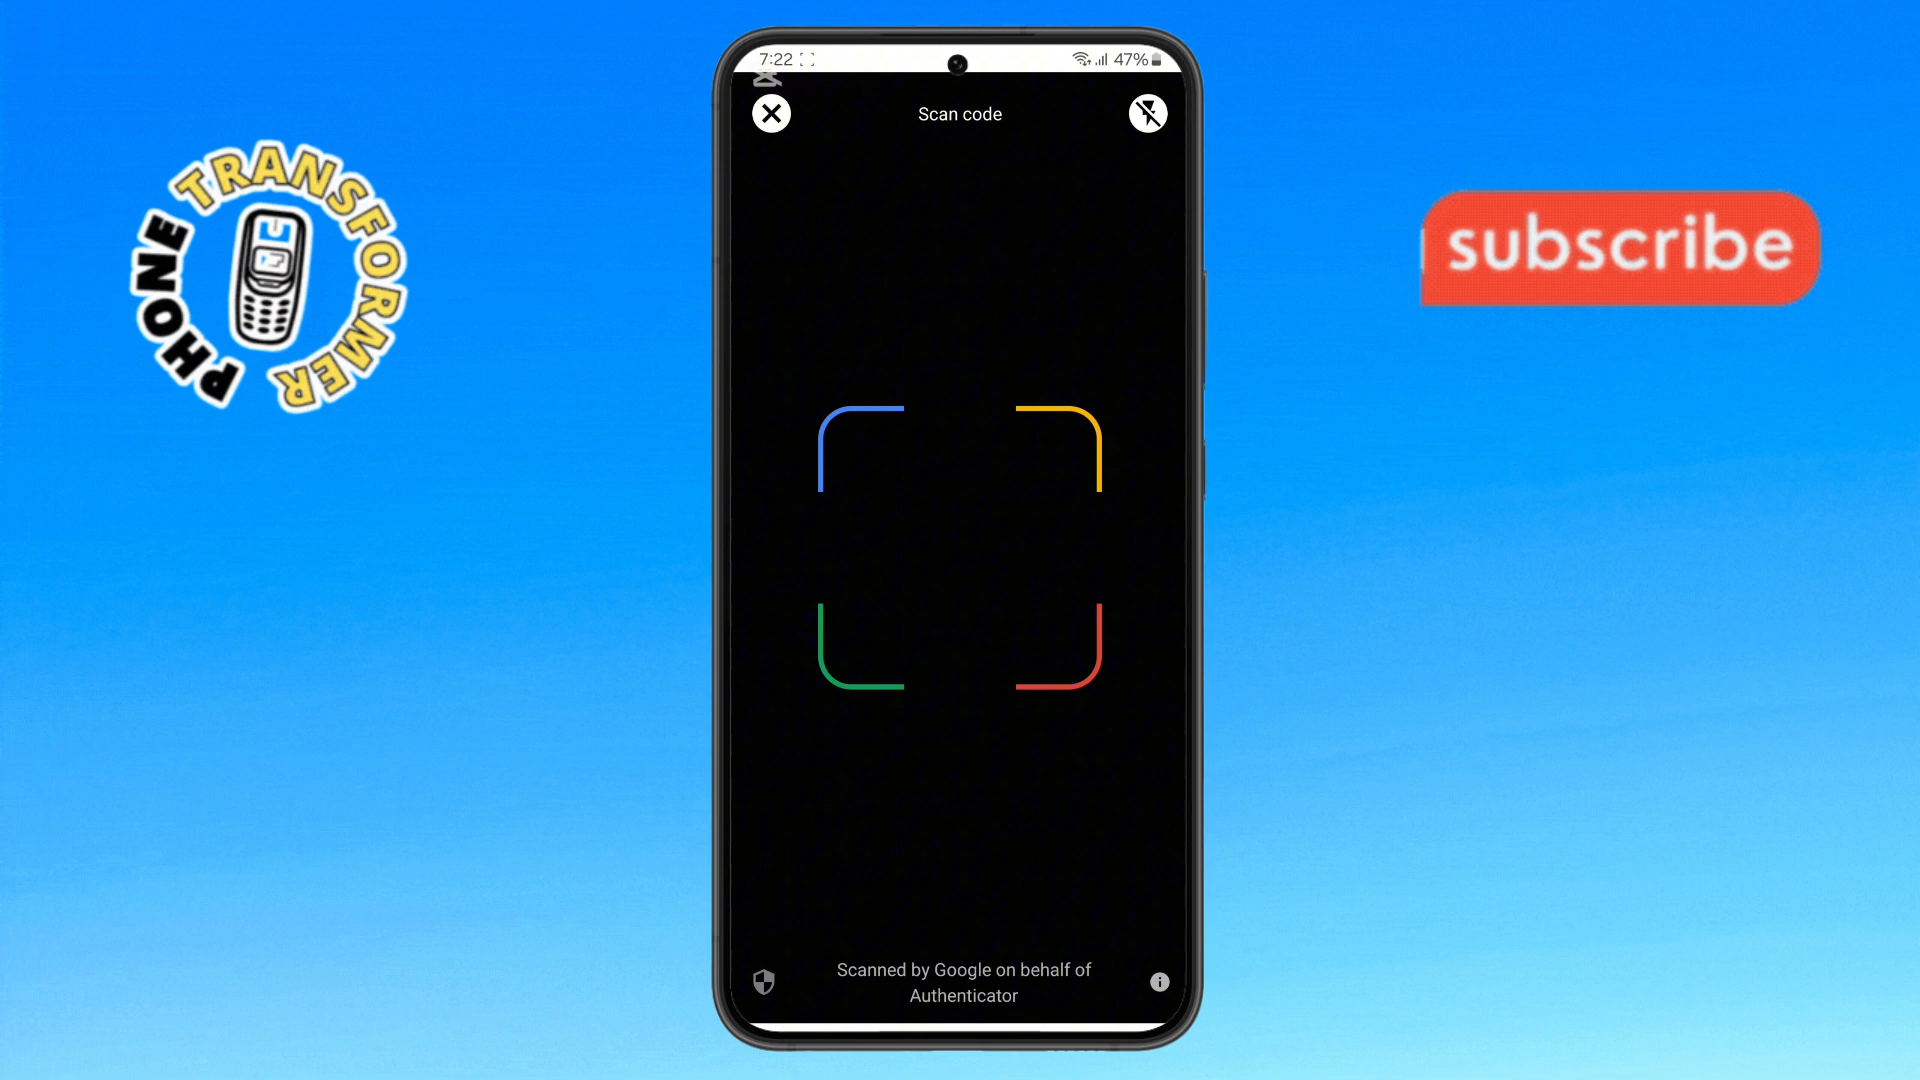 PHONE TRANSFORMER
7:22
47%
Scan code
subscribe
Scanned by Google on behalf of
Authenticator